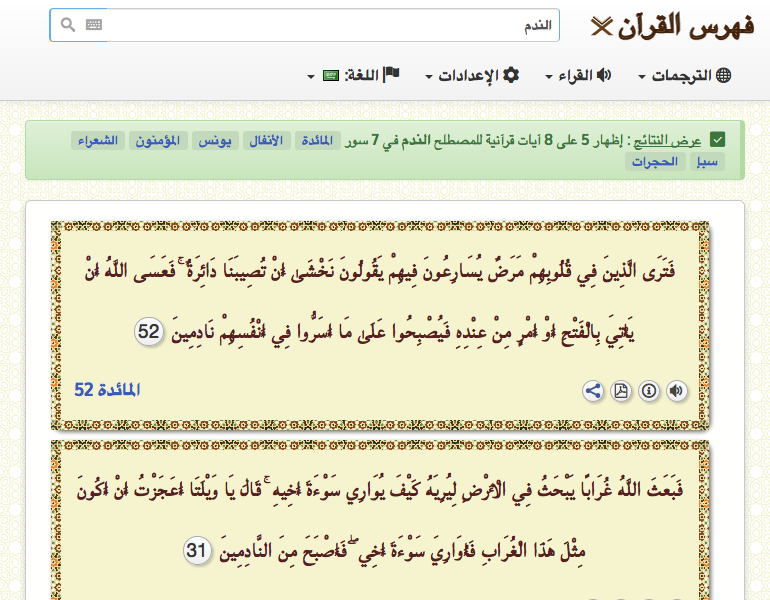 فهرس القرآن
الندم
الترجمات
القراء
الإعدادات
اللغة:
عرض النتائج : إظهار 5 على 8 آيات قرآنية للمصطلح الندم في 7 سور المائدة الأنفال يونس المؤمنون الشعراء
سبإ الحجرات
فَتَرَى الَّذِينَ فِي قُلُوبِهِمْ مَرَضٌ يُسَارِعُونَ فِيهِمْ يَقُولُونَ نَخْشَىٰ أَنْ تُصِيبَنَا دَائِرَةٌ ۚ فَعَسَى اللَّهُ أَنْ
يَأْتِيَ بِالْفَتْحِ أَوْ أَمْرٍ مِنْ عِنْدِهِ فَيُصْبِحُوا عَلَىٰ مَا أَسَرُّوا فِي أَنْفُسِهِمْ نَادِمِينَ 52
المائدة 52
فَبَعَثَ اللَّهُ غُرَابًا يَبْحَثُ فِي الْأَرْضِ لِيُرِيَهُ كَيْفَ يُوَارِي سَوْءَةَ أَخِيهِ ۚ قَالَ يَا وَيْلَتَا أَعَجَزْتُ أَنْ أَكُونَ
مِثْلَ هَٰذَا الْغُرَابِ فَأُوَارِيَ سَوْءَةَ أَخِي ۖ فَأَصْبَحَ مِنَ النَّادِمِينَ 31